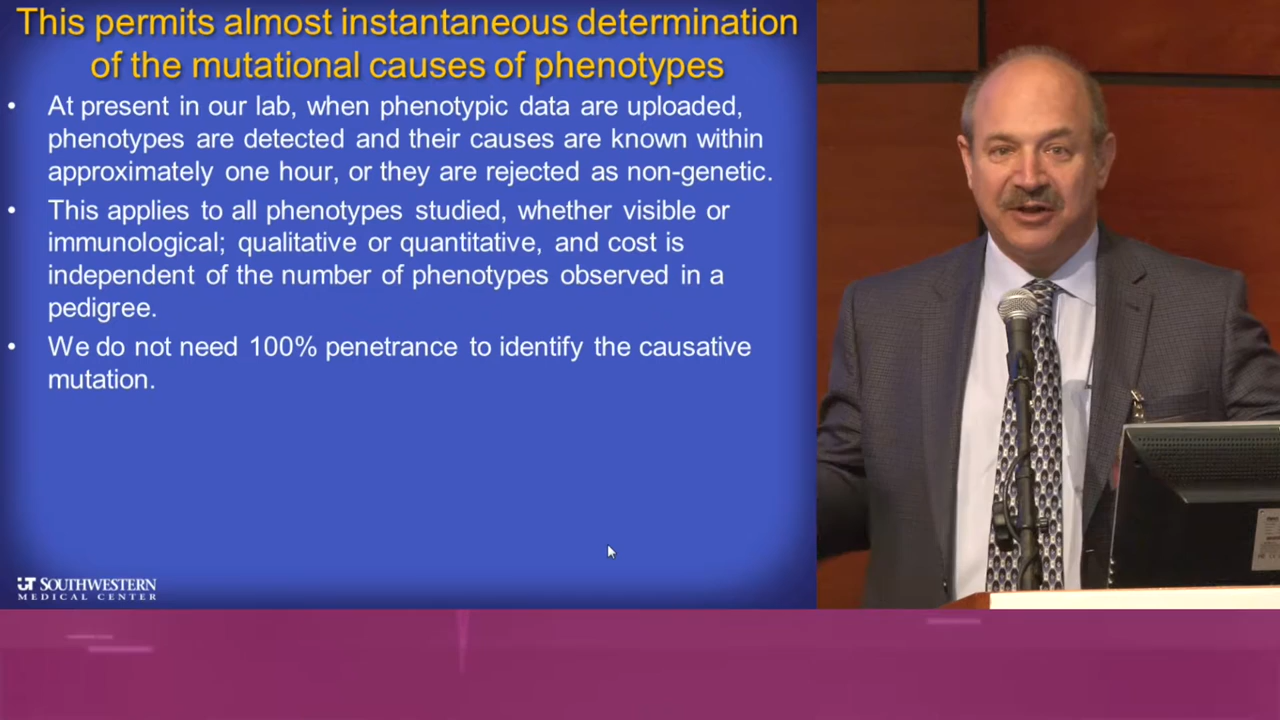 This permits almost instantaneous determination
of the mutational causes of phenotypes
• At present in our lab, when phenotypic data are uploaded,
phenotypes are detected and their causes are known within
approximately one hour, or they are rejected as non-genetic.
• This applies to all phenotypes studied, whether visible or
immunological; qualitative or quantitative, and cost is
independent of the number of phenotypes observed in a
pedigree.
• We do not need 100% penetrance to identify the causative
mutation.
UT SOUTHWESTERN
MEDICAL CENTER